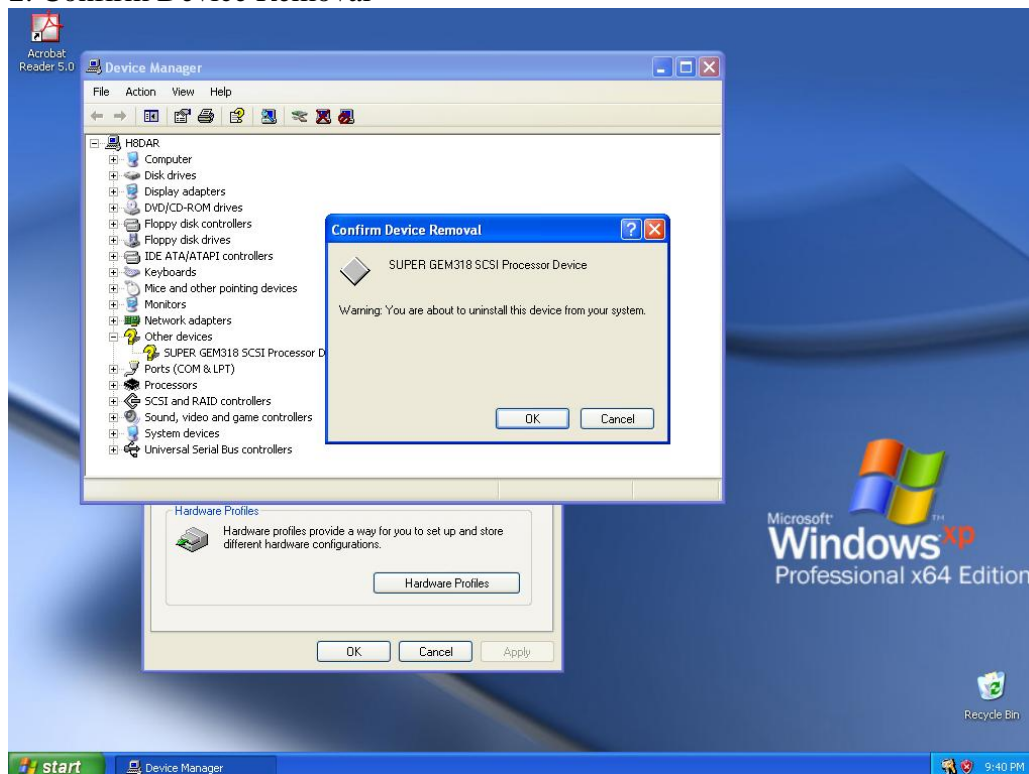 2. Confirm Device Removal
Acrobat
Reader 5.0
Device Manager
File Action View Help
H8DAR
Computer
Disk drives
Display adapters
DVD/CD-ROM drives
Floppy disk controllers
Floppy disk drives
IDE ATA/ATAPI controllers
Keyboards
Mice and other pointing devices
Monitors
Network adapters
Other devices
SUPER GEM318 SCSI Processor D
Ports (COM & LPT)
Processors
SCSI and RAID controllers
Sound, video and game controllers
System devices
Universal Serial Bus controllers
Confirm Device Removal
SUPER GEM318 SCSI Processor Device
Warning: You are about to uninstall this device from your system.
OK Cancel
Hardware Profiles
Hardware profiles provide a way for you to set up and store
different hardware configurations.
Hardware Profiles
OK Cancel Apply
Microsoft
Windows xp
Professional x64 Edition
Recycle Bin
start Device Manager 9:40 PM